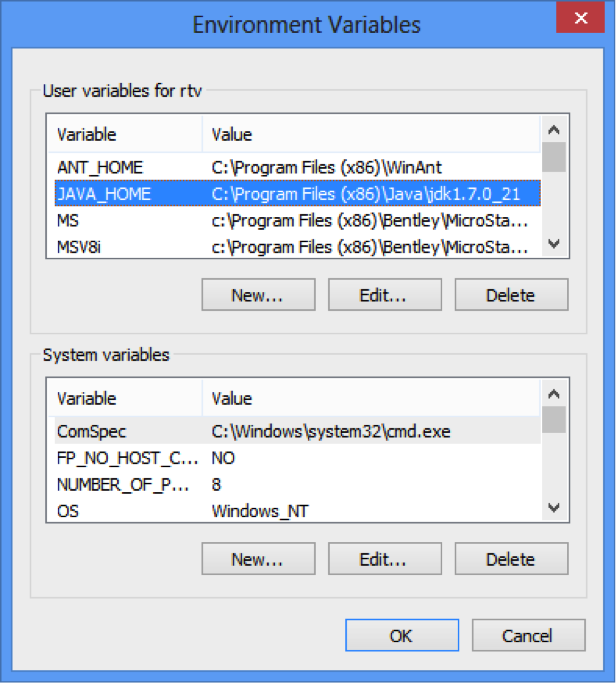 Environment Variables
User variables for rtv
Variable Value
ANT_HOME C:\Program Files (x86)\WinAnt
JAVA_HOME C:\Program Files (x86)\Java\jdk1.7.0_21
MS c:\Program Files (x86)\Bentley\MicroSta...
MSV8i c:\Program Files (x86)\Bentley\MicroSta...
New... Edit... Delete
System variables
Variable Value
ComSpec C:\Windows\system32\cmd.exe
FP_NO_HOST_C... NO
NUMBER_OF_P... 8
OS Windows_NT
New... Edit... Delete
OK Cancel